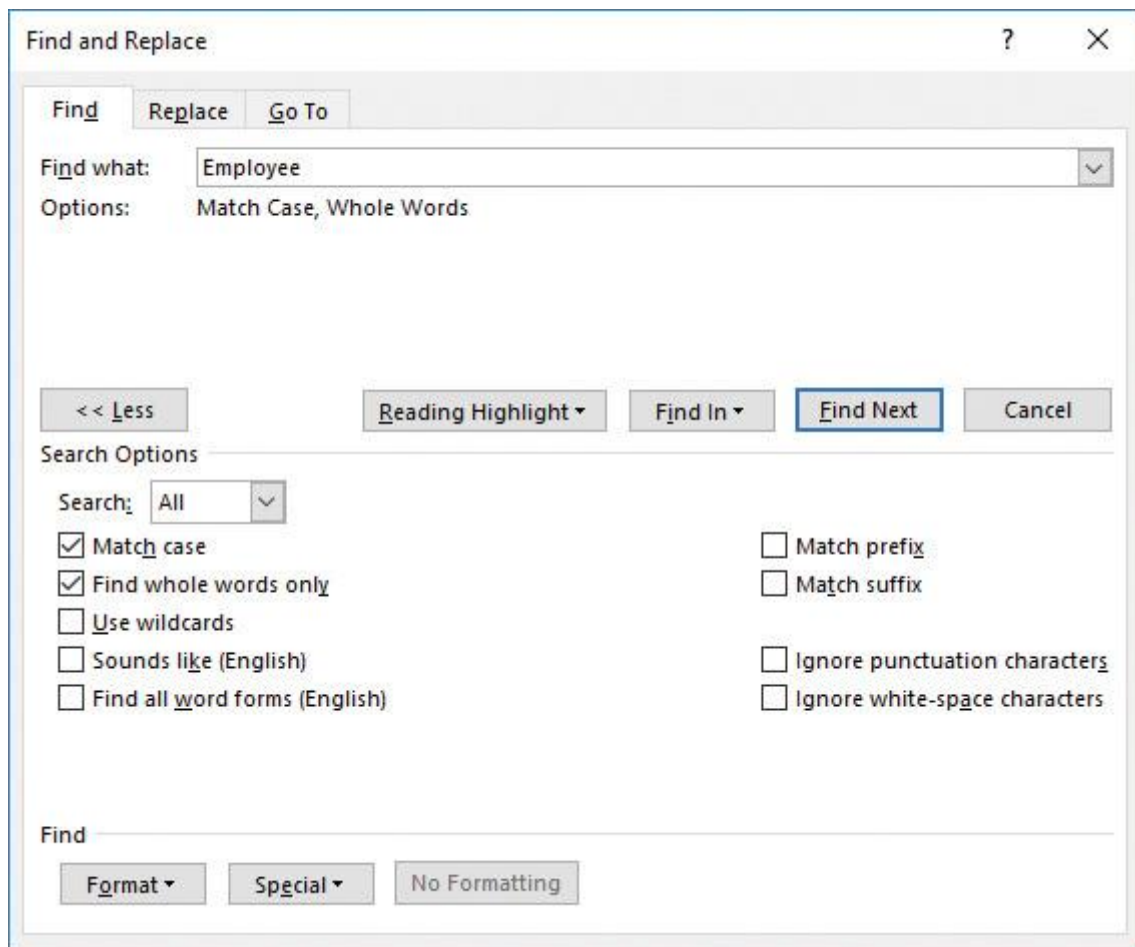 Find and Replace ?
Find Replace Go To
Find what: Employee
Options: Match Case, Whole Words
<< Less Reading Highlight Find In Find Next Cancel
Search Options
Search: All
Match case Match prefix
Find whole words only Match suffix
Use wildcards
Sounds like (English) Ignore punctuation characters
Find all word forms (English) Ignore white-space characters
Find
Format Special No Formatting